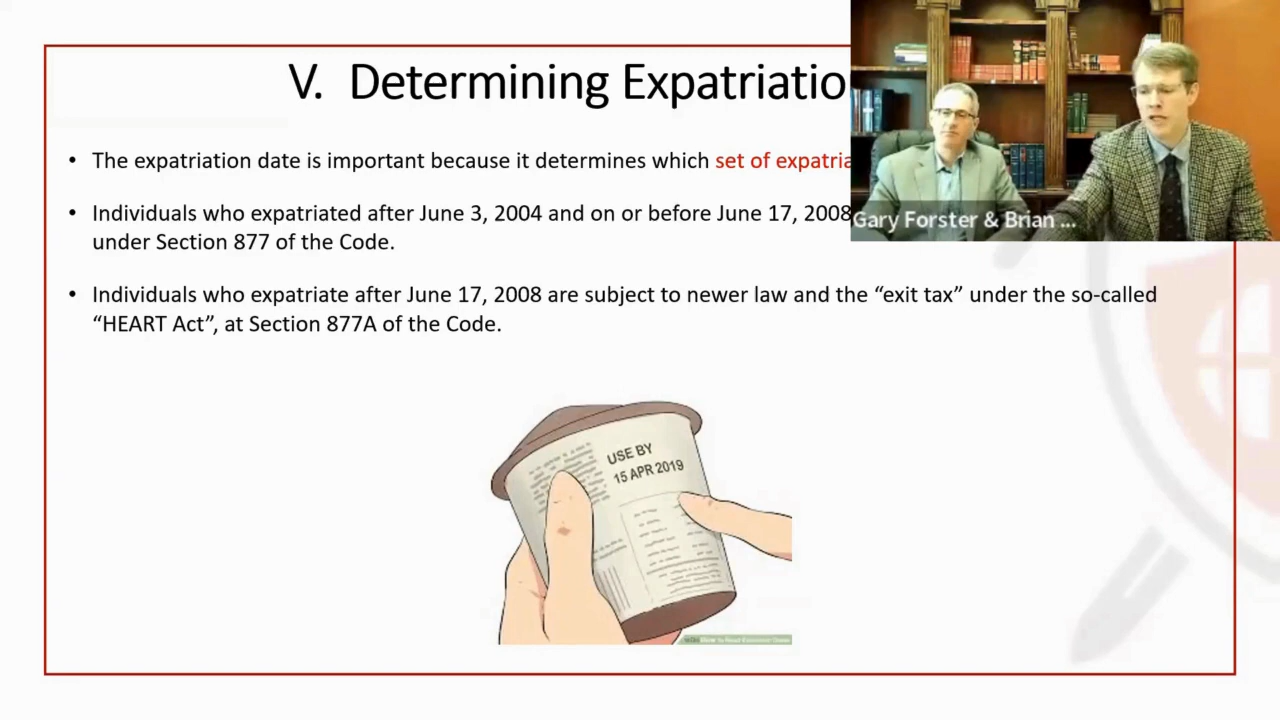 V. Determining Expatriatio
• The expatriation date is important because it determines which set of expatria
• Individuals who expatriated after June 3, 2004 and on or before June 17, 2008
under Section 877 of the Code.
• Individuals who expatriate after June 17, 2008 are subject to newer law and the “exit tax” under the so-called
“HEART Act”, at Section 877A of the Code.
Gary Forster & Brian ...
USE BY
15 APR 2019